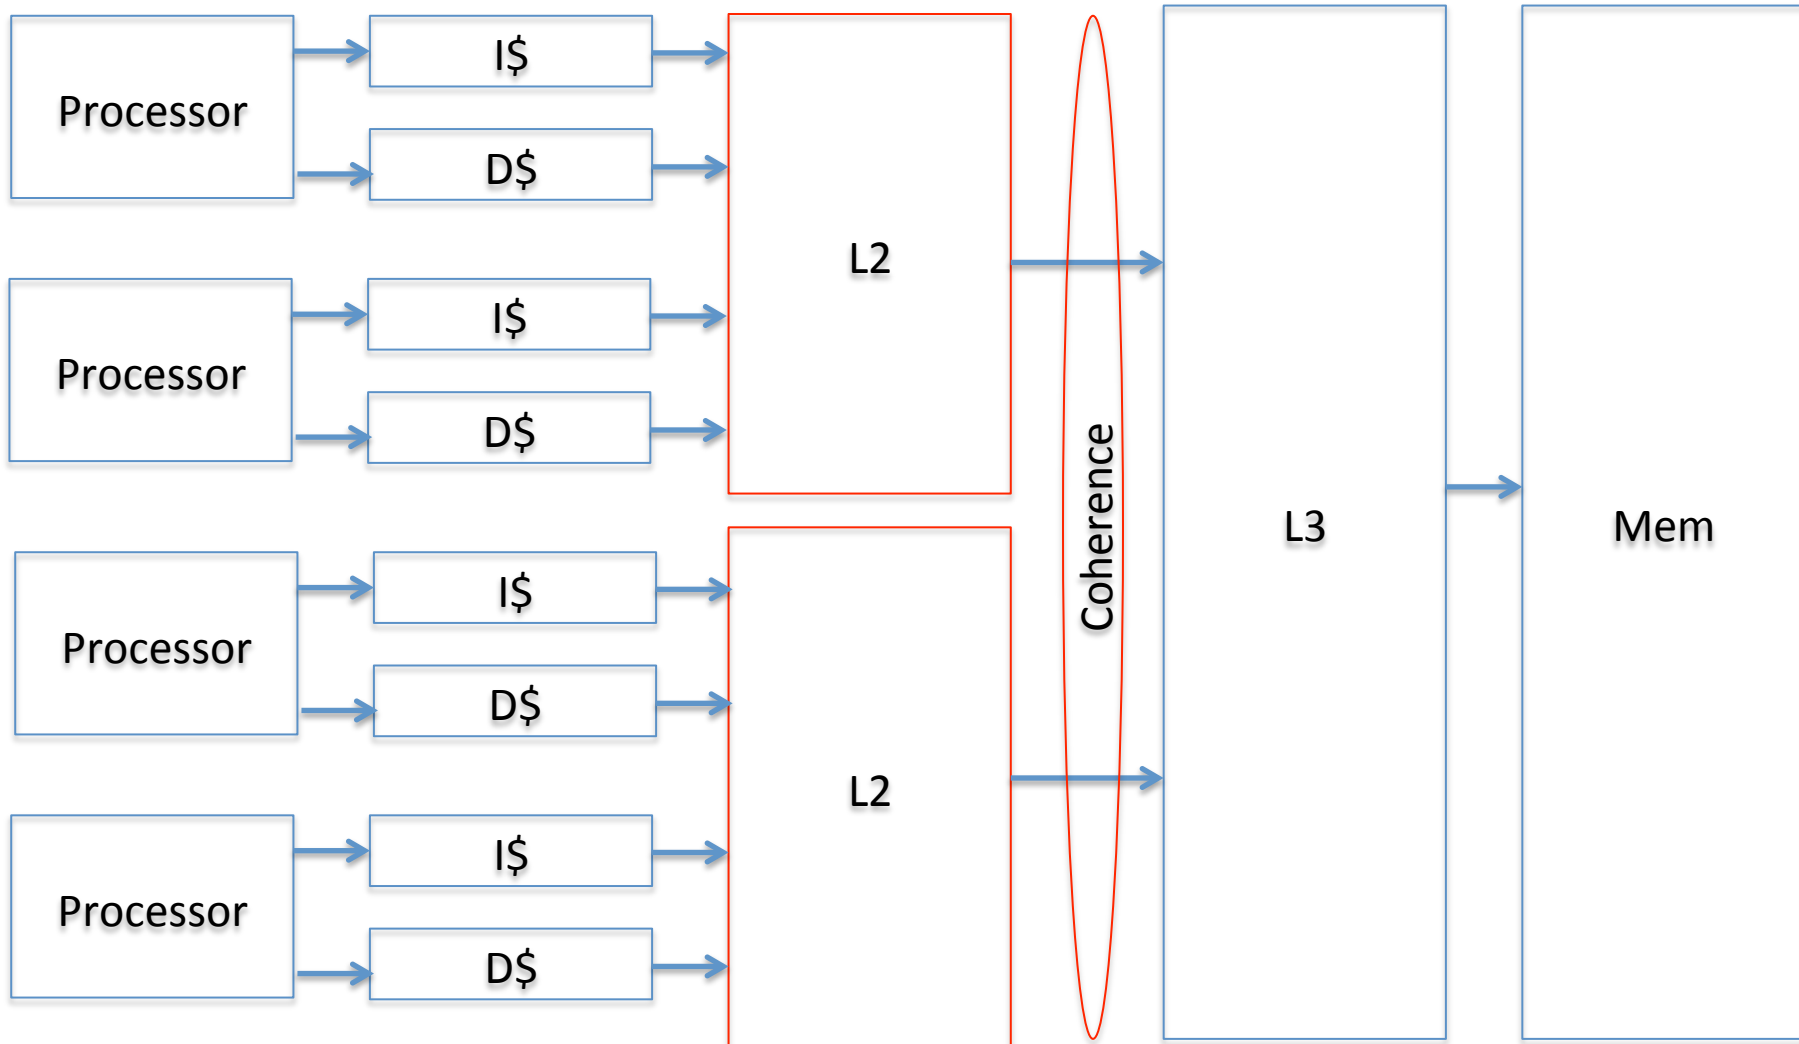 Processor
I$
D$
Processor
I$
D$
L2
Processor
I$
D$
Processor
I$
D$
L2
Coherence
L3
Mem